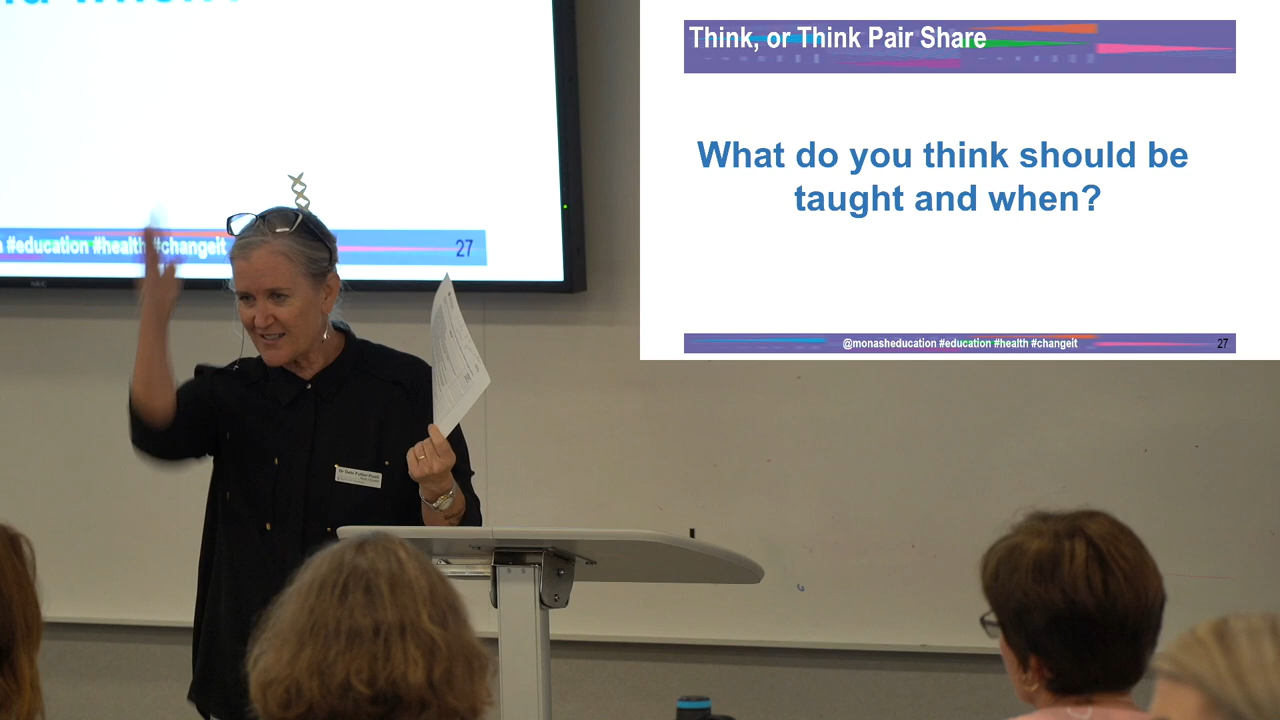 #education #health #changeit
27
NEC
Think, or Think Pair Share
What do you think should be
taught and when?
@monasheducation #education #health #changeit
27